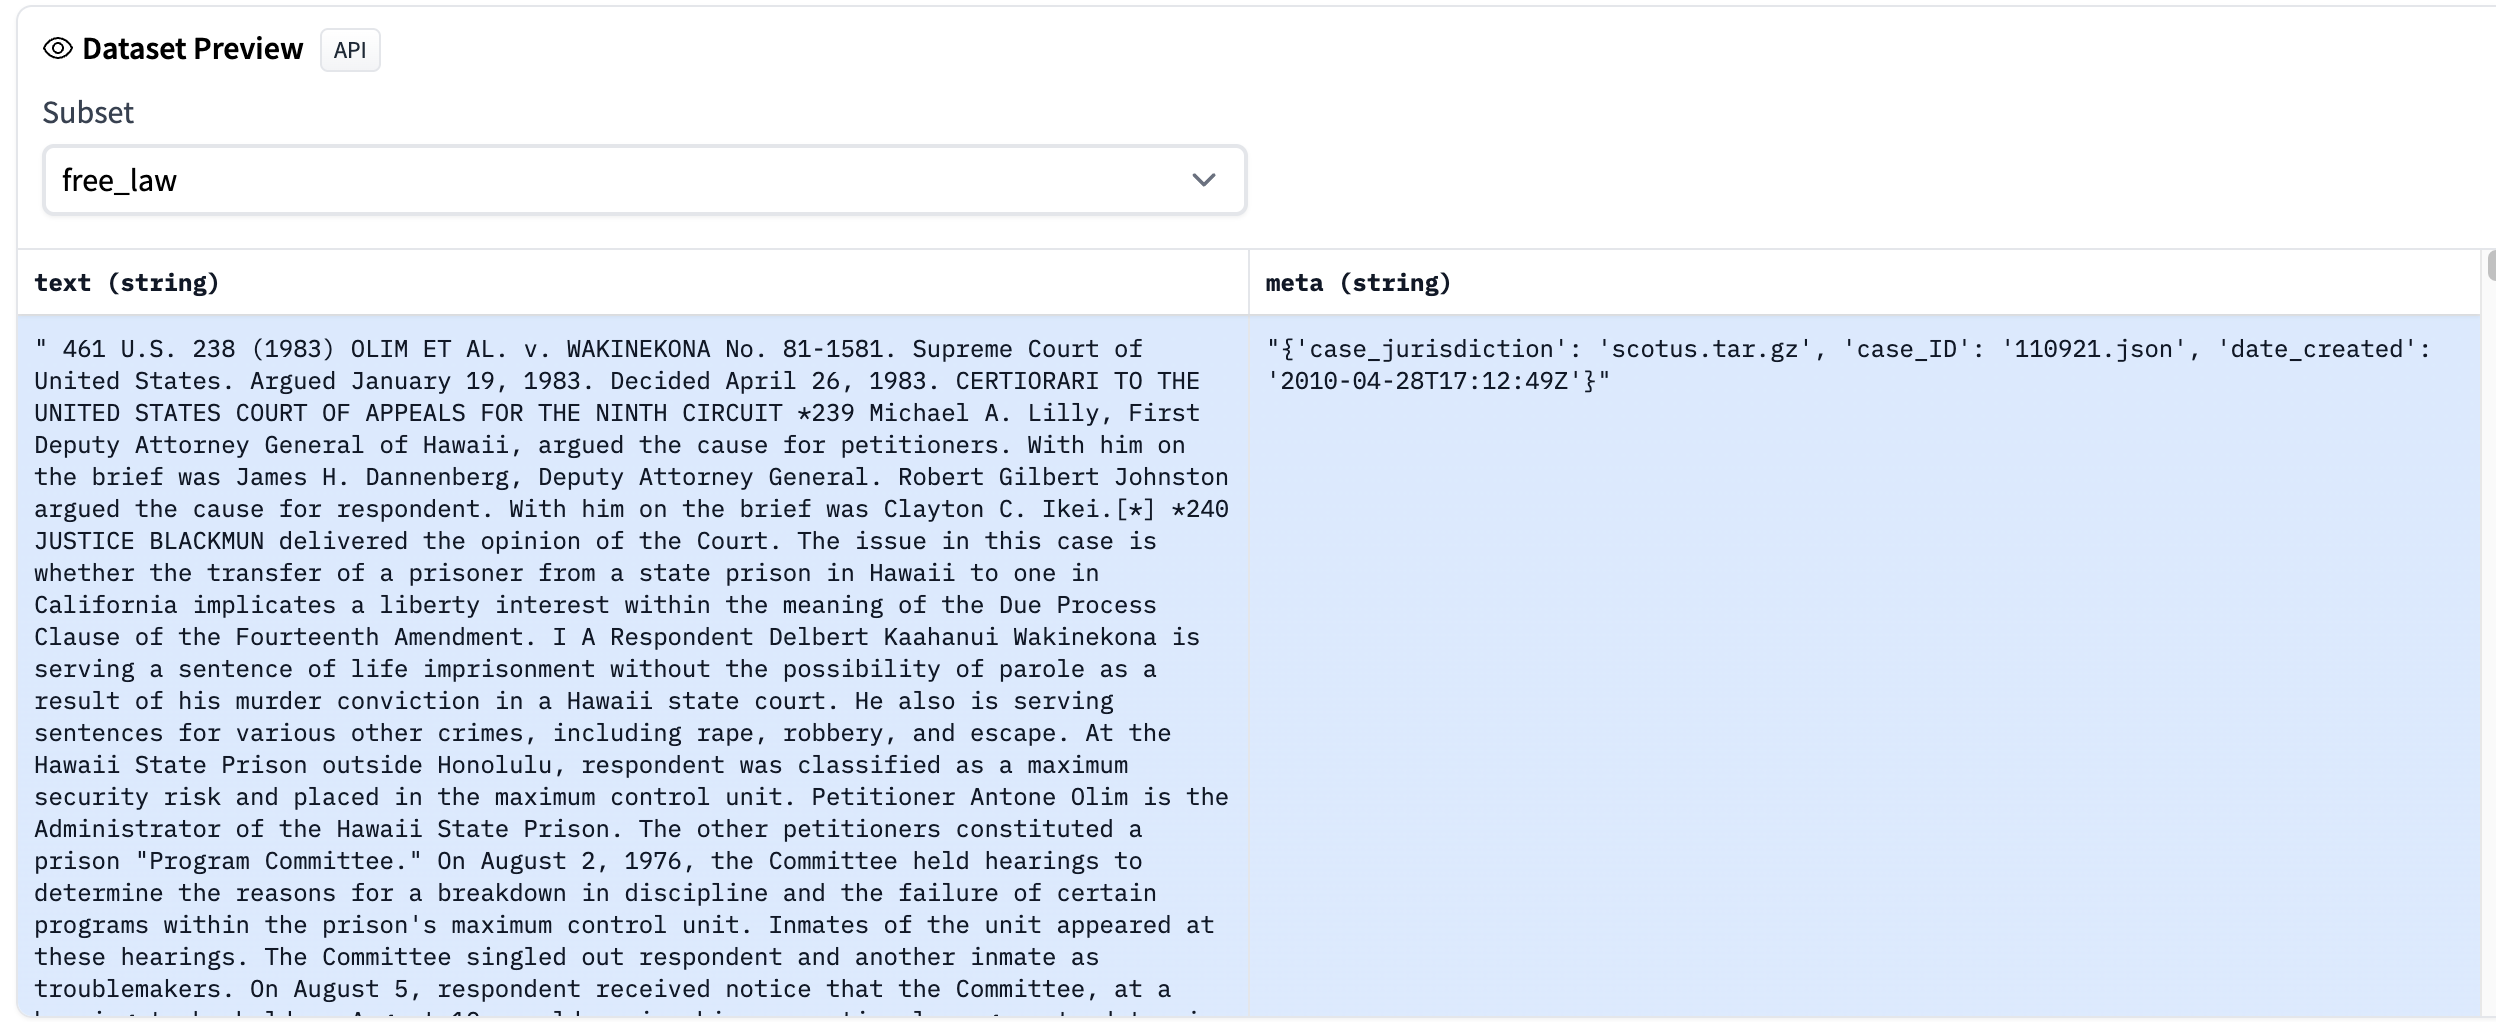 Dataset Preview API
Subset
free_law
text (string)
meta (string)
" 461 U.S. 238 (1983) OLIM ET AL. v. WAKINEKONA No. 81-1581. Supreme Court of
United States. Argued January 19, 1983. Decided April 26, 1983. CERTIORARI TO THE
UNITED STATES COURT OF APPEALS FOR THE NINTH CIRCUIT *239 Michael A. Lilly, First
Deputy Attorney General of Hawaii, argued the cause for petitioners. With him on
the brief was James H. Dannenberg, Deputy Attorney General. Robert Gilbert Johnston
argued the cause for respondent. With him on the brief was Clayton C. Ikei.[*] *240
JUSTICE BLACKMUN delivered the opinion of the Court. The issue in this case is
whether the transfer of a prisoner from a state prison in Hawaii to one in
California implicates a liberty interest within the meaning of the Due Process
Clause of the Fourteenth Amendment. I A Respondent Delbert Kaahanui Wakinekona is
serving a sentence of life imprisonment without the possibility of parole as a
result of his murder conviction in a Hawaii state court. He also is serving
sentences for various other crimes, including rape, robbery, and escape. At the
Hawaii State Prison outside Honolulu, respondent was classified as a maximum
security risk and placed in the maximum control unit. Petitioner Antone Olim is the
Administrator of the Hawaii State Prison. The other petitioners constituted a
prison "Program Committee." On August 2, 1976, the Committee held hearings to
determine the reasons for a breakdown in discipline and the failure of certain
programs within the prison's maximum control unit. Inmates of the unit appeared at
these hearings. The Committee singled out respondent and another inmate as
troublemakers. On August 5, respondent received notice that the Committee, at a
"{'case_jurisdiction': 'scotus.tar.gz', 'case_ID': '110921.json', 'date_created':
'2010-04-28T17:12:49Z'}"